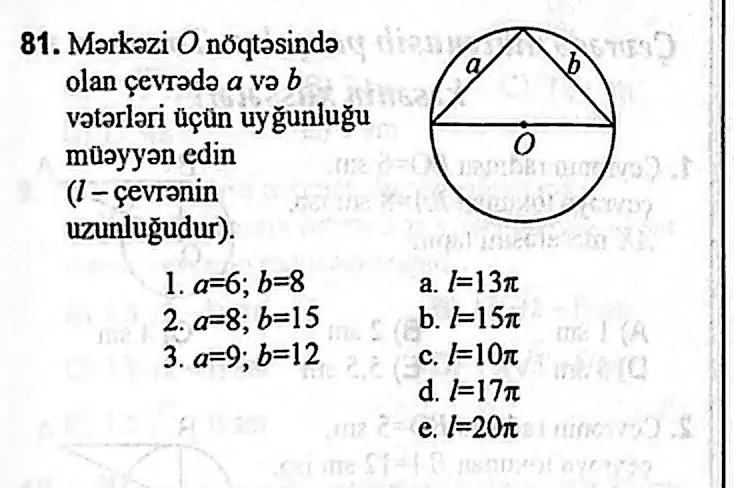 81. Mərkəzi O nöqtəsində
olan çevrədə a və b
vətərləri üçün uyğunluğu
müəyyən edin
(l – çevrənin
uzunluğudur).
a
b
O
1. a=6; b=8
2. a=8; b=15
3. a=9; b=12
a. l=13π
b. l=15π
c. l=10π
d. l=17π
e. l=20π